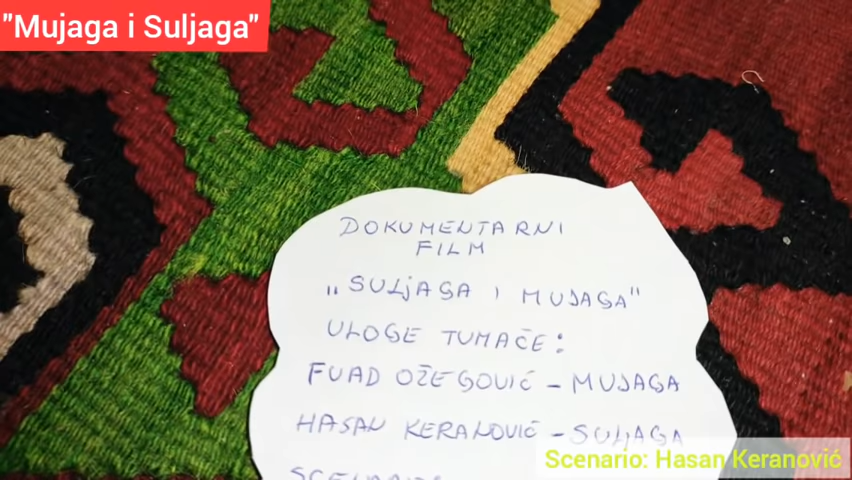 "Mujaga i Suljaga"
DOKUMENTARNI
FILM
„SULJAGA I MUJAGA"
ULOGE TUMAČE:
FUAD OŽEGOVIĆ - MUJAGA
HASAN KERANOVIĆ - SULJAGA
Scenario: Hasan Keranović